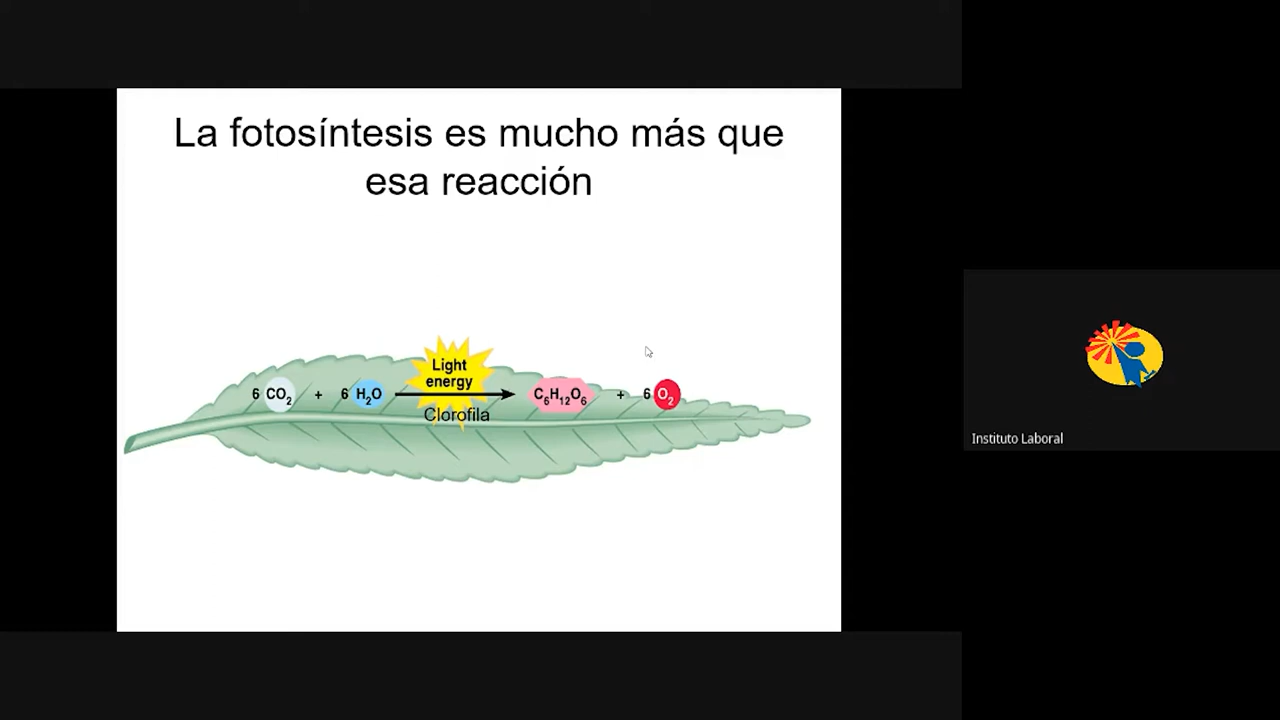 La fotosíntesis es mucho más que
esa reacción
Light
energy
6 CO₂ + 6 H₂O C₆H₁₂O₆ + 6 O₂
Clorofila
Instituto Laboral